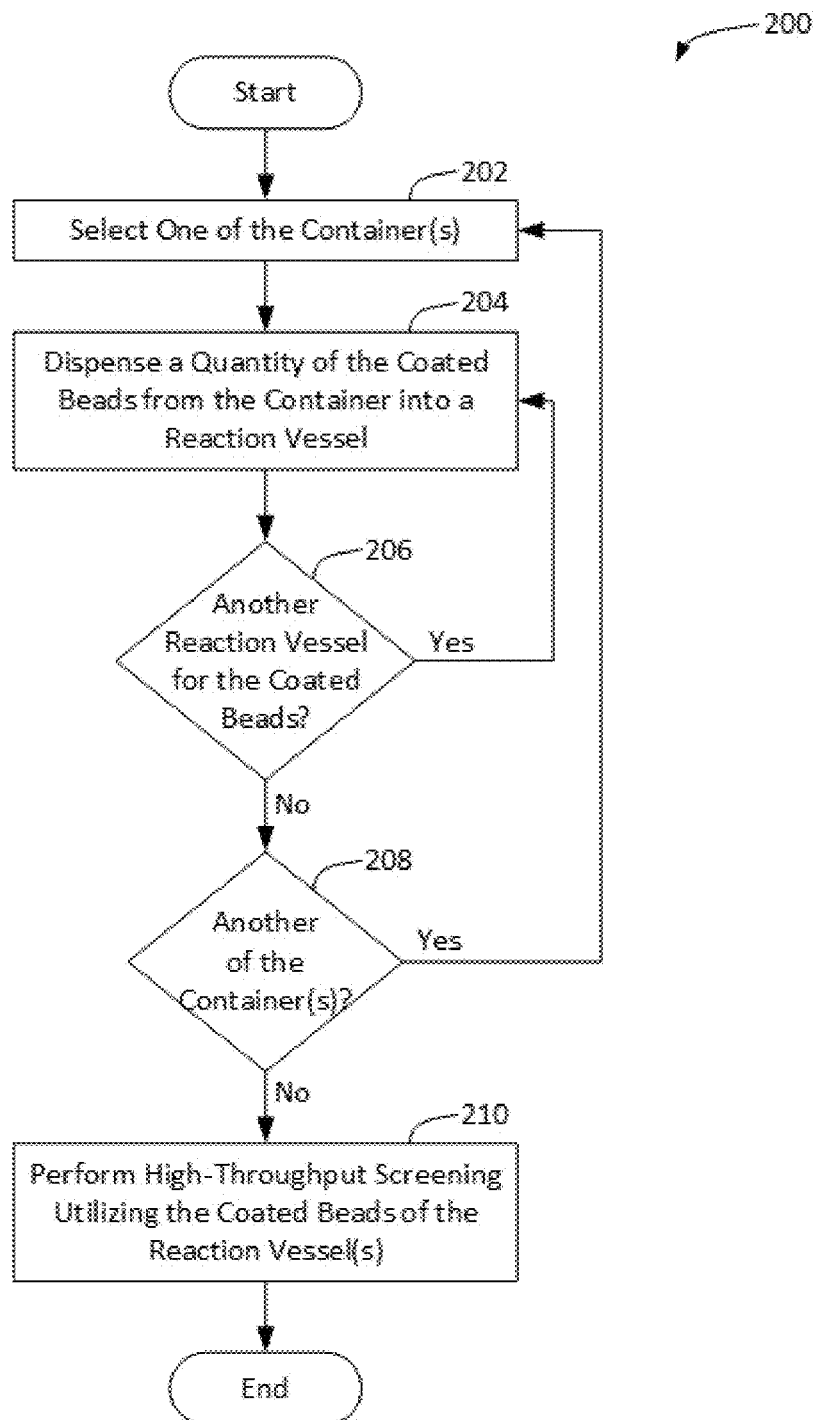 200
Start
202
Select One of the Container(s)
204
Dispense a Quantity of the Coated
Beads from the Container into a
Reaction Vessel
206
Another
Reaction Vessel
for the Coated
Beads?
Yes
No
208
Another
of the
Container(s)?
Yes
No
210
Perform High-Throughput Screening
Utilizing the Coated Beads of the
Reaction Vessel(s)
End